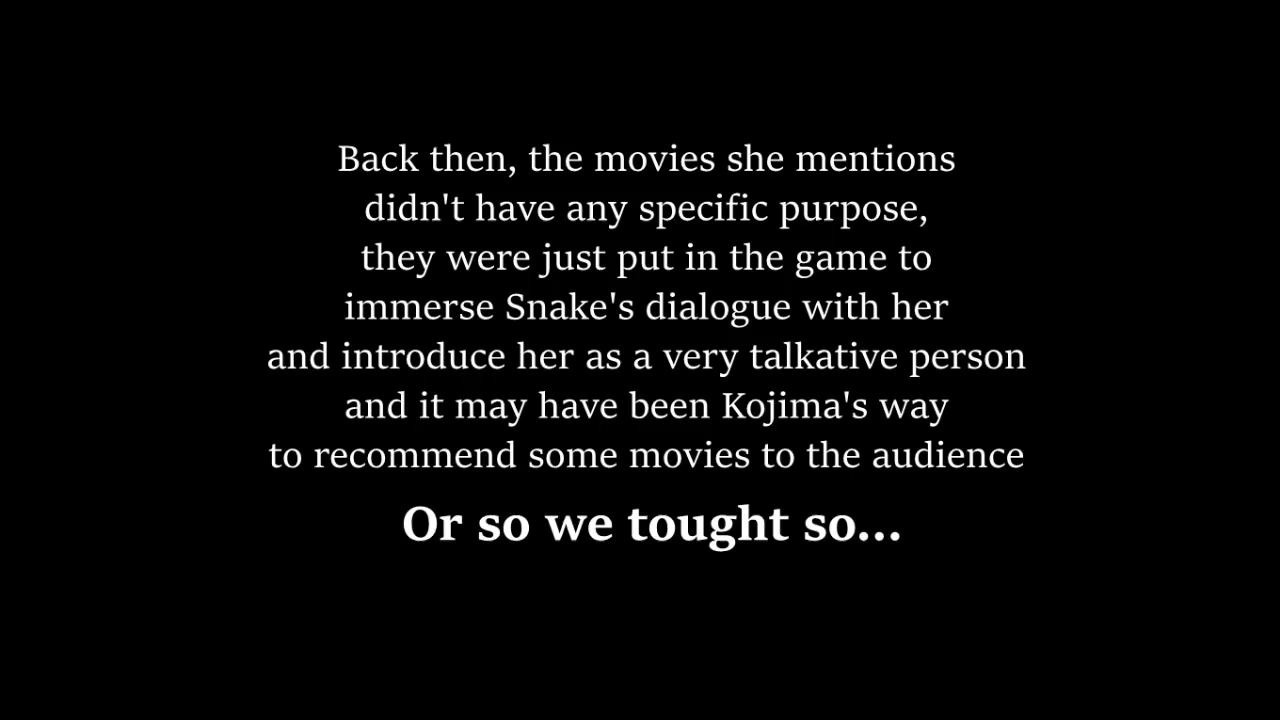 Back then, the movies she mentions
didn't have any specific purpose,
they were just put in the game to
immerse Snake's dialogue with her
and introduce her as a very talkative person
and it may have been Kojima's way
to recommend some movies to the audience
Or so we tought so...